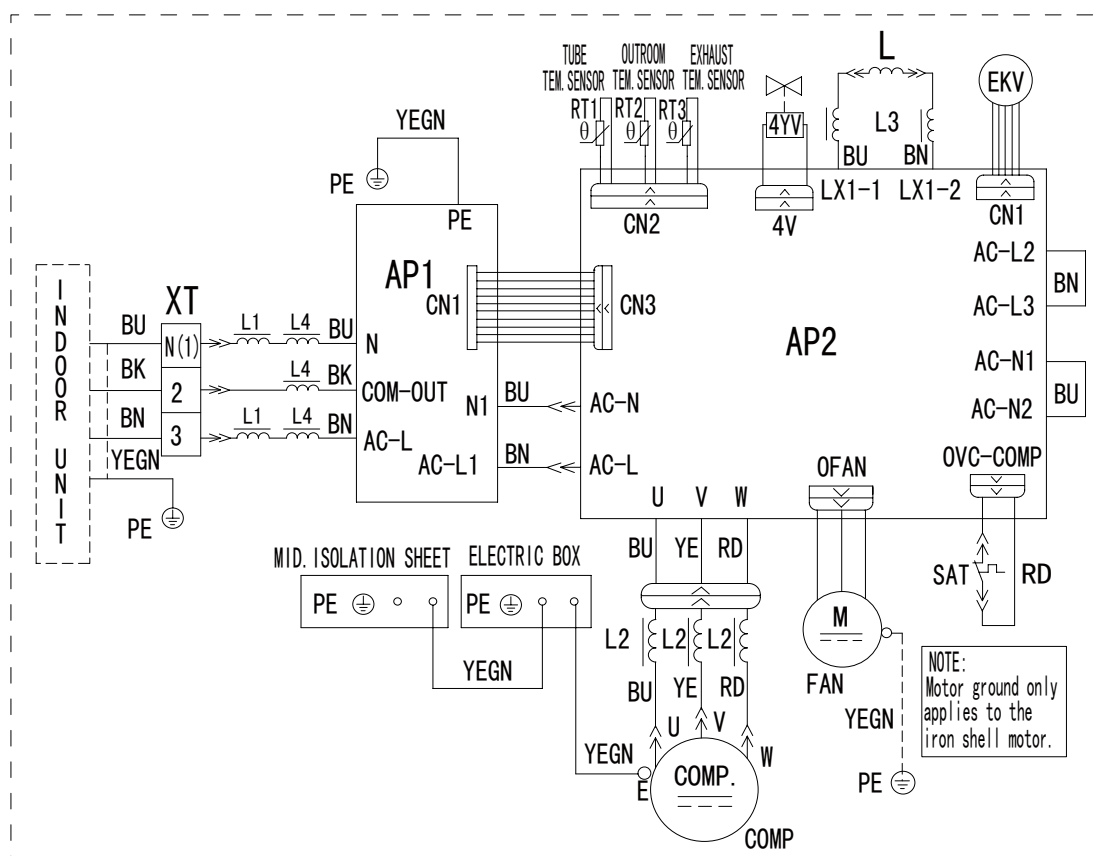 TUBE
TEM. SENSOR
OUTROOM
TEM. SENSOR
EXHAUST
TEM. SENSOR
RT1
θ
RT2
θ
RT3
θ
4YV
L
L3
BU
BN
EKV
YEGN
PE
PE
CN2
4V
LX1-1
LX1-2
CN1
AP1
CN1
CN3
AP2
AC-L2
BN
AC-L3
AC-N1
BU
AC-N2
INDOOR UNIT
XT
BU
N(1)
L1
L4
BU
N
BK
2
L4
BK
COM-OUT
BN
3
L1
L4
BN
AC-L
YEGN
PE
N1
BU
AC-N
AC-L1
BN
AC-L
U
V
W
OFAN
OVC-COMP
BU
YE
RD
SAT
RD
MID. ISOLATION SHEET
PE
ELECTRIC BOX
PE
YEGN
L2
L2
L2
BU
YE
RD
U
V
W
YEGN
E
COMP.
COMP
M
FAN
YEGN
PE
NOTE:
Motor ground only
applies to the
iron shell motor.